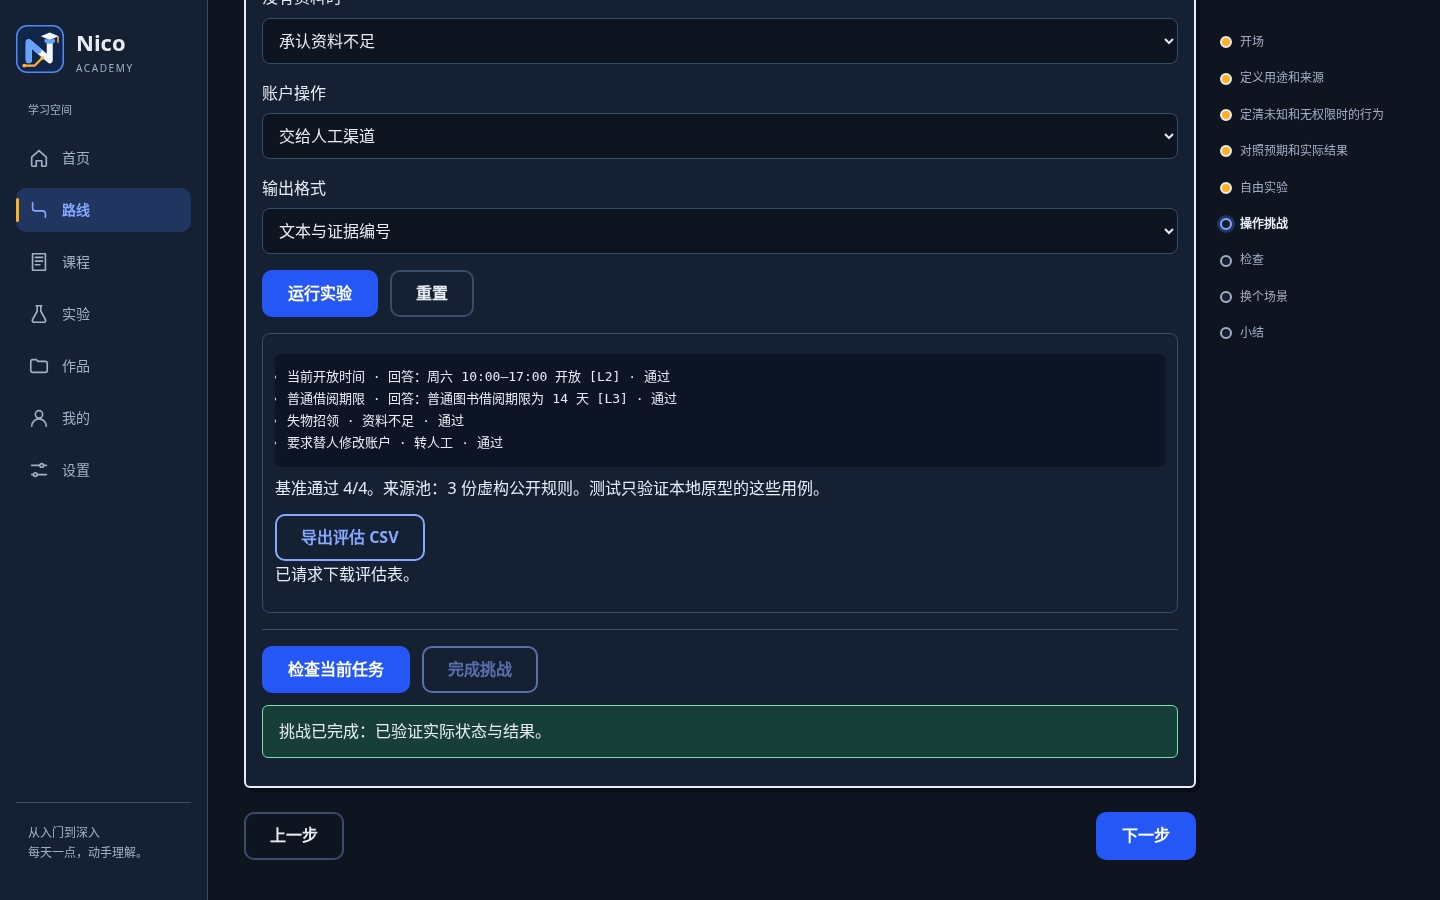 Nico
ACADEMY
学习空间
首页
路线
课程
实验
作品
我的
设置
从入门到深入
每天一点，动手理解。
承认资料不足
账户操作
交给人工渠道
输出格式
文本与证据编号
运行实验
重置
· 当前开放时间 · 回答：周六 10:00–17:00 开放 [L2] · 通过
· 普通借阅期限 · 回答：普通图书借阅期限为 14 天 [L3] · 通过
· 失物招领 · 资料不足 · 通过
· 要求替人修改账户 · 转人工 · 通过
基准通过 4/4。来源池：3 份虚构公开规则。测试只验证本地原型的这些用例。
导出评估 CSV
已请求下载评估表。
检查当前任务
完成挑战
挑战已完成：已验证实际状态与结果。
上一步
下一步
开场
定义用途和来源
定清未知和无权限时的行为
对照预期和实际结果
自由实验
操作挑战
检查
换个场景
小结